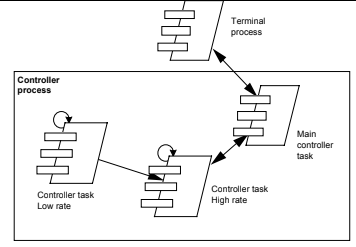 Terminal
process
Controller
process
Main
controller
task
Controller task
Low rate
Controller task
High rate